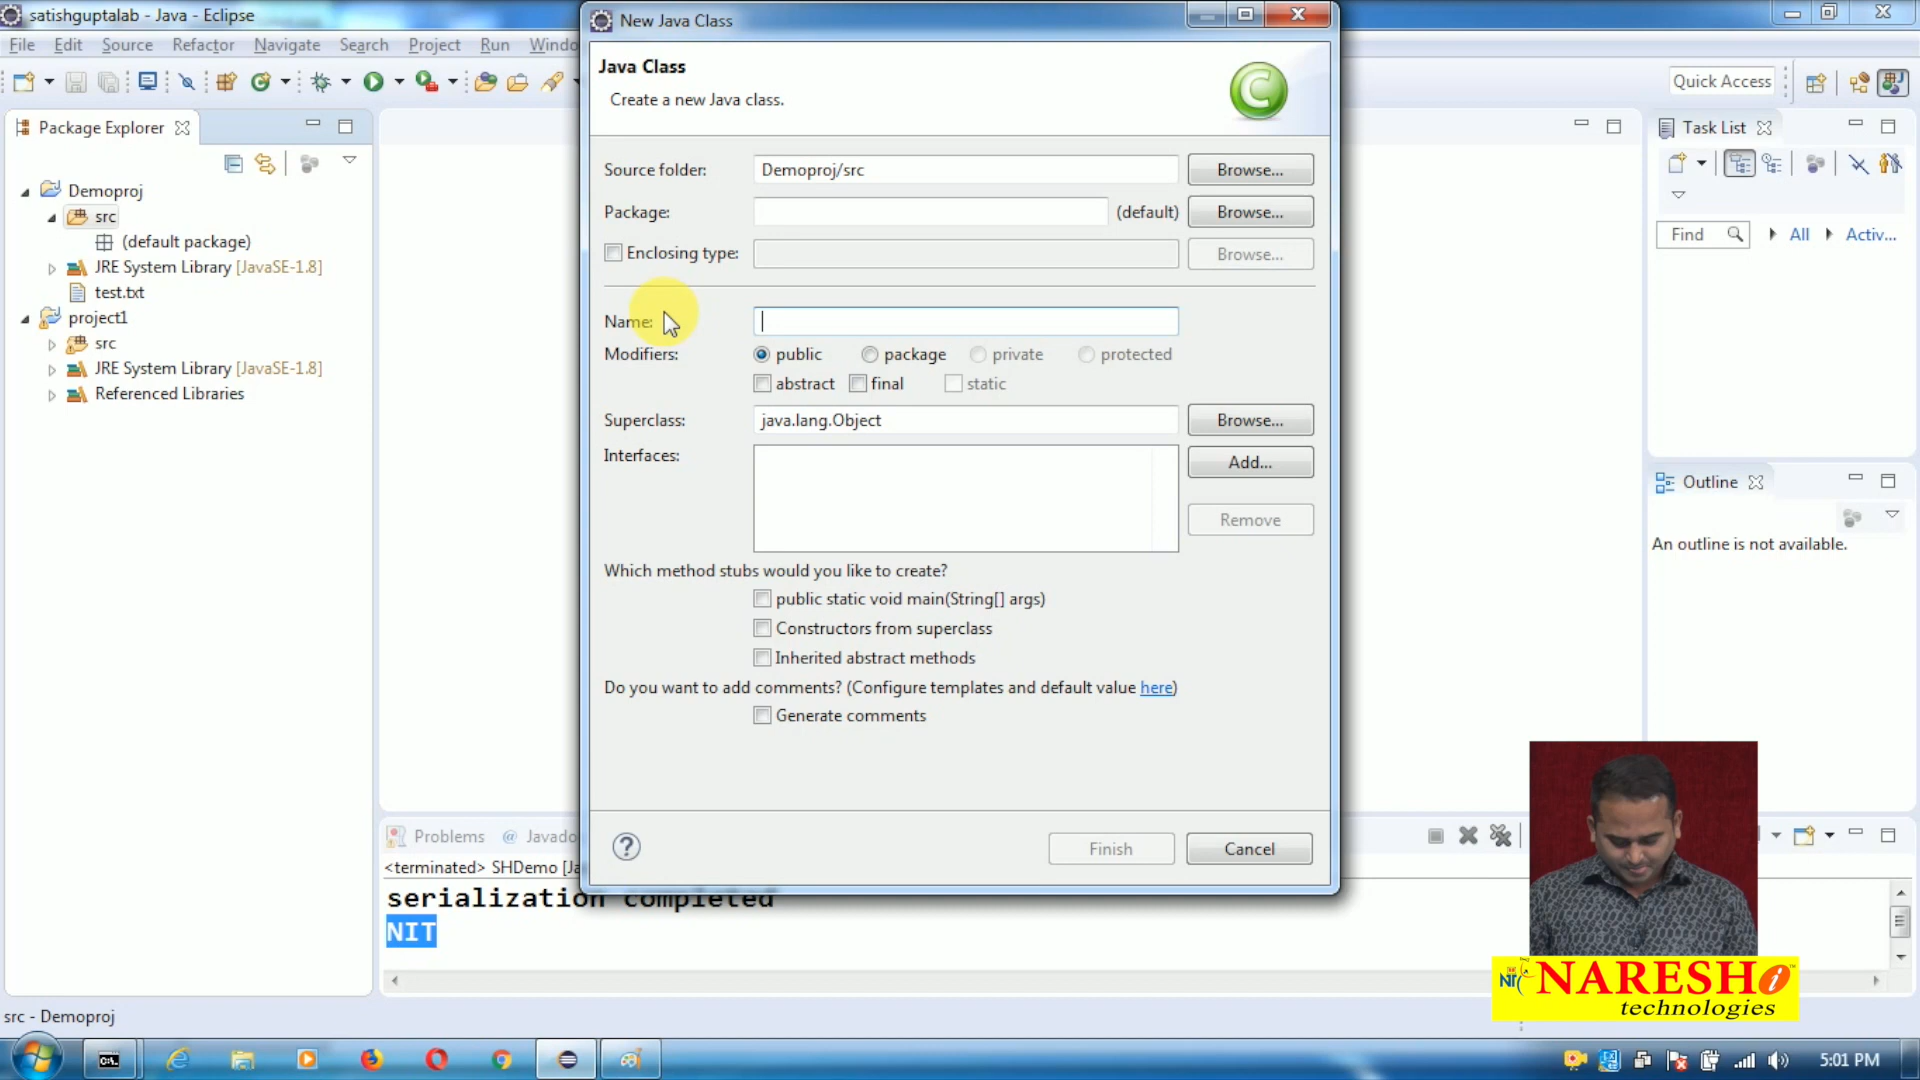 satishguptalab - Java - Eclipse
New Java Class
File Edit Source Refactor Navigate Search Project Run
Java Class
Create a new Java class.
Quick Access
Package Explorer
Task List
Source folder: Demoproj/src Browse...
Package: (default) Browse...
Enclosing type: Browse...
Demoproj
src
(default package)
JRE System Library [JavaSE-1.8]
test.txt
project1
src
JRE System Library [JavaSE-1.8]
Referenced Libraries
Find All Activ...
Name:
Modifiers: public package private protected
abstract final static
Superclass: java.lang.Object Browse...
Interfaces: Add...
Remove
Outline
An outline is not available.
Which method stubs would you like to create?
public static void main(String[] args)
Constructors from superclass
Inherited abstract methods
Do you want to add comments? (Configure templates and default value here)
Generate comments
? Finish Cancel
Problems @ Javado
<terminated> SHDemo [Ja
serialization completed
NIT
NARESH i
technologies
src - Demoproj
5:01 PM